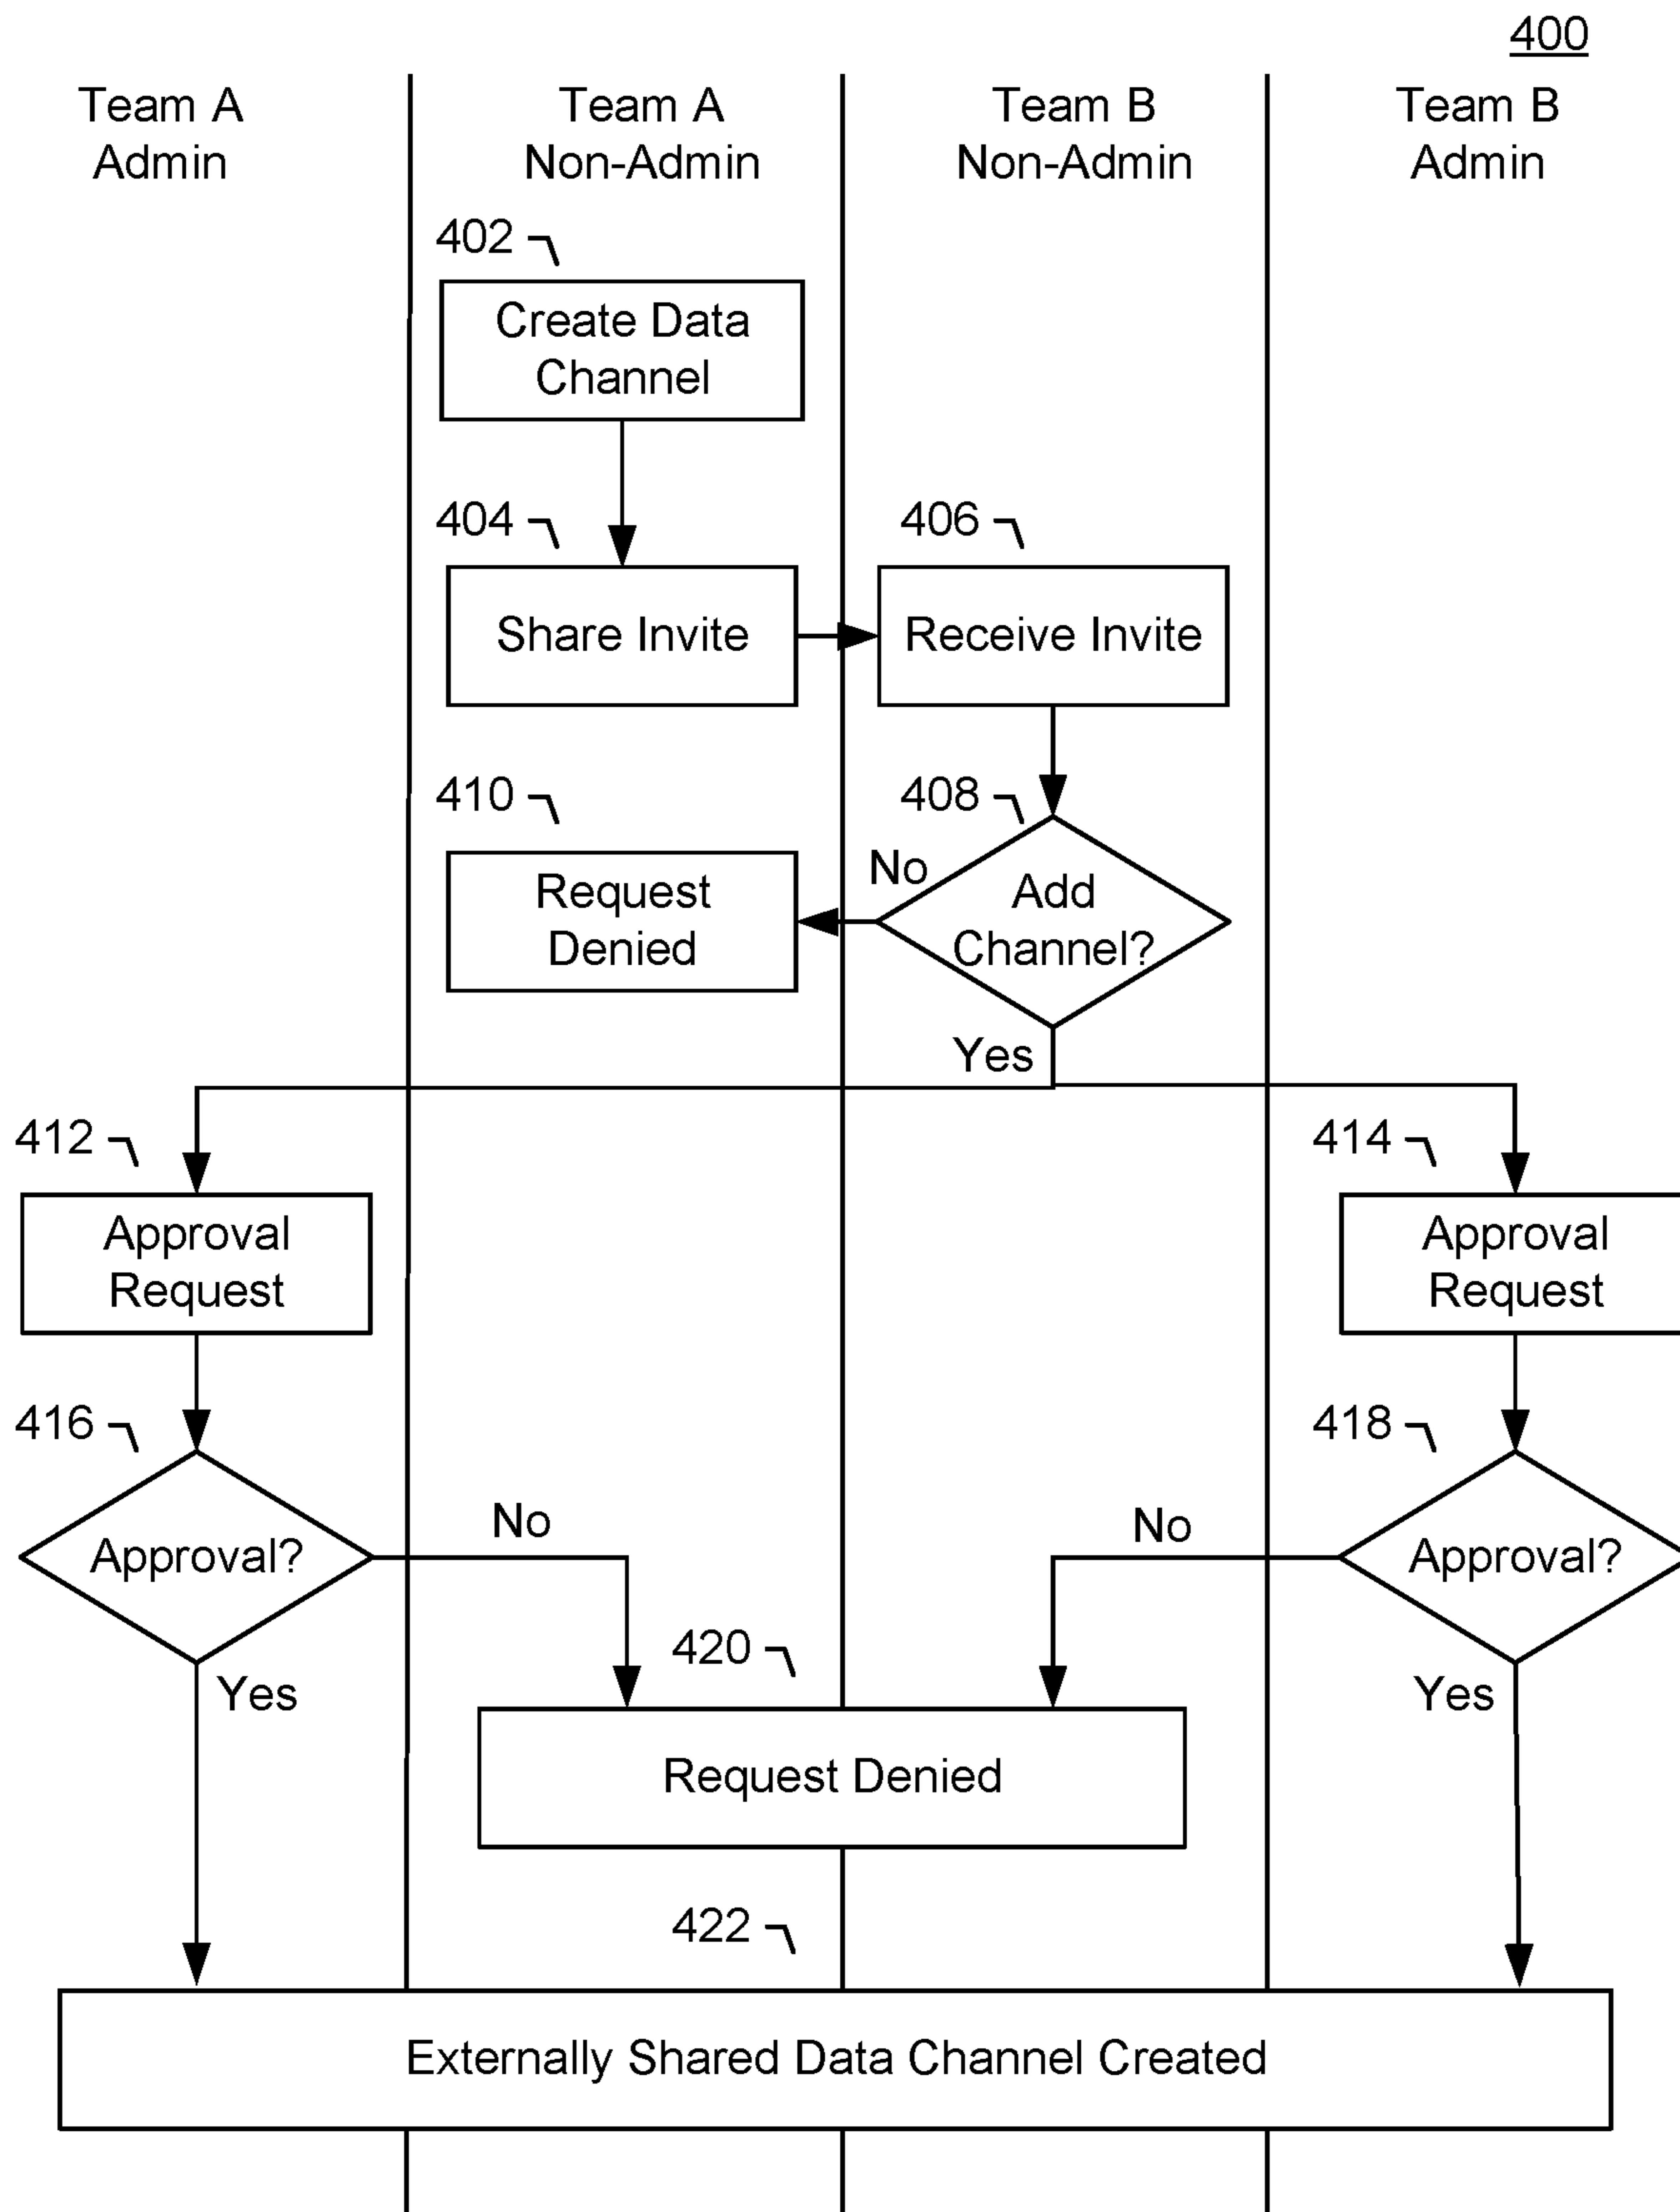 400
Team A
Admin
Team A
Non-Admin
Team B
Non-Admin
Team B
Admin
402
Create Data
Channel
404
Share Invite
406
Receive Invite
410
Request
Denied
408
No
Add
Channel?
Yes
412
Approval
Request
414
Approval
Request
416
Approval?
No
Yes
418
Approval?
No
Yes
420
Request Denied
422
Externally Shared Data Channel Created